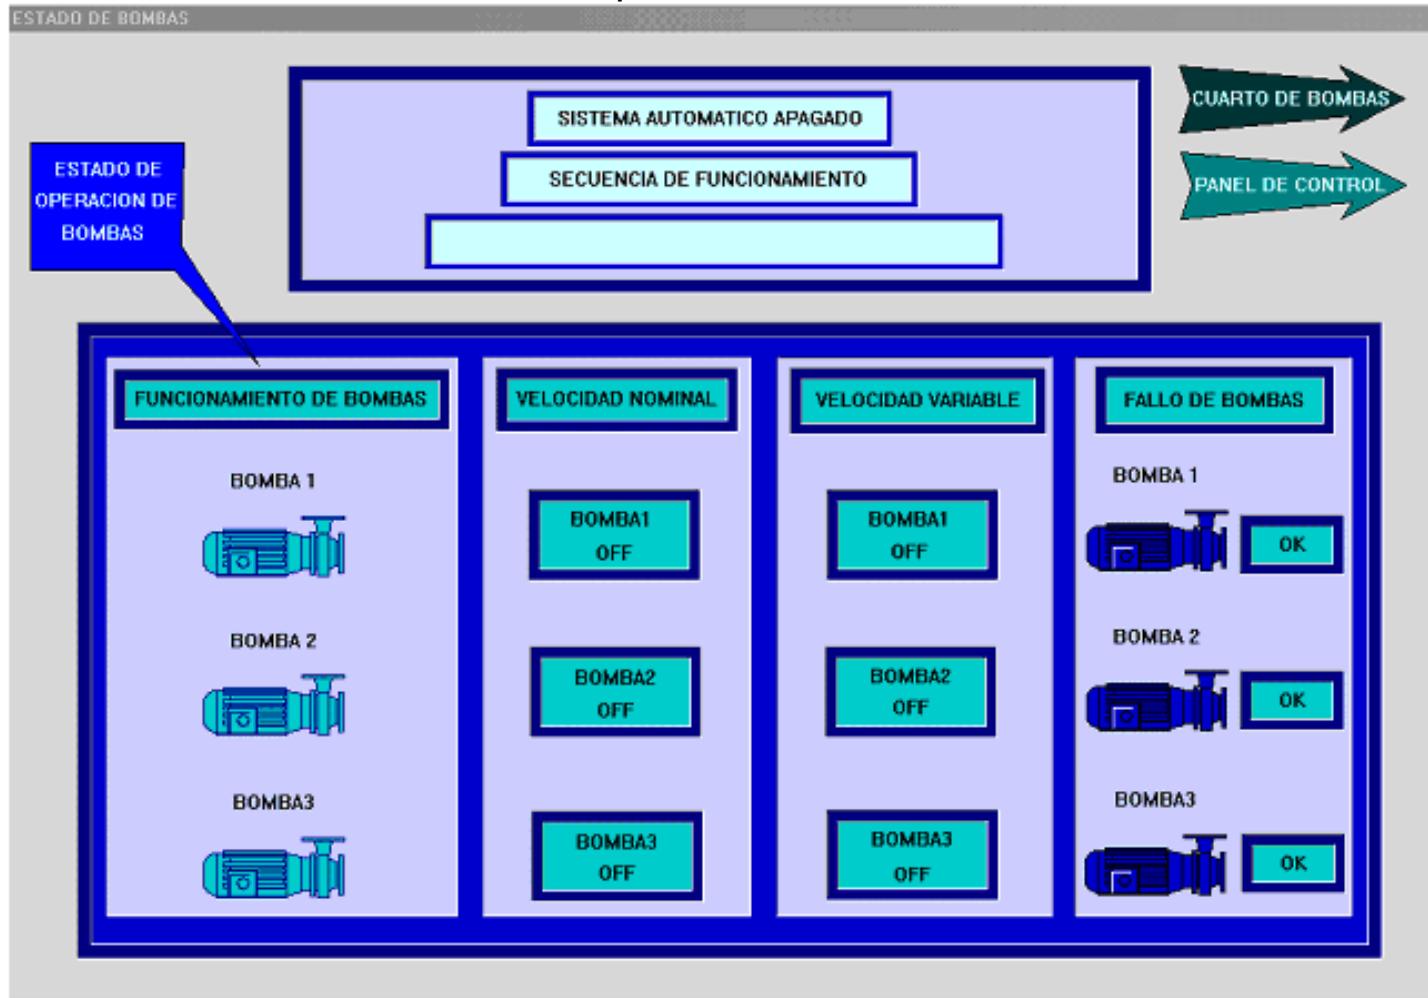 ESTADO DE BOMBAS
SISTEMA AUTOMATICO APAGADO
SECUENCIA DE FUNCIONAMIENTO
CUARTO DE BOMBAS
PANEL DE CONTROL
ESTADO DE
OPERACION DE
BOMBAS
FUNCIONAMIENTO DE BOMBAS
BOMBA 1
BOMBA 2
BOMBA3
VELOCIDAD NOMINAL
BOMBA1
OFF
BOMBA2
OFF
BOMBA3
OFF
VELOCIDAD VARIABLE
BOMBA1
OFF
BOMBA2
OFF
BOMBA3
OFF
FALLO DE BOMBAS
BOMBA 1
OK
BOMBA 2
OK
BOMBA3
OK